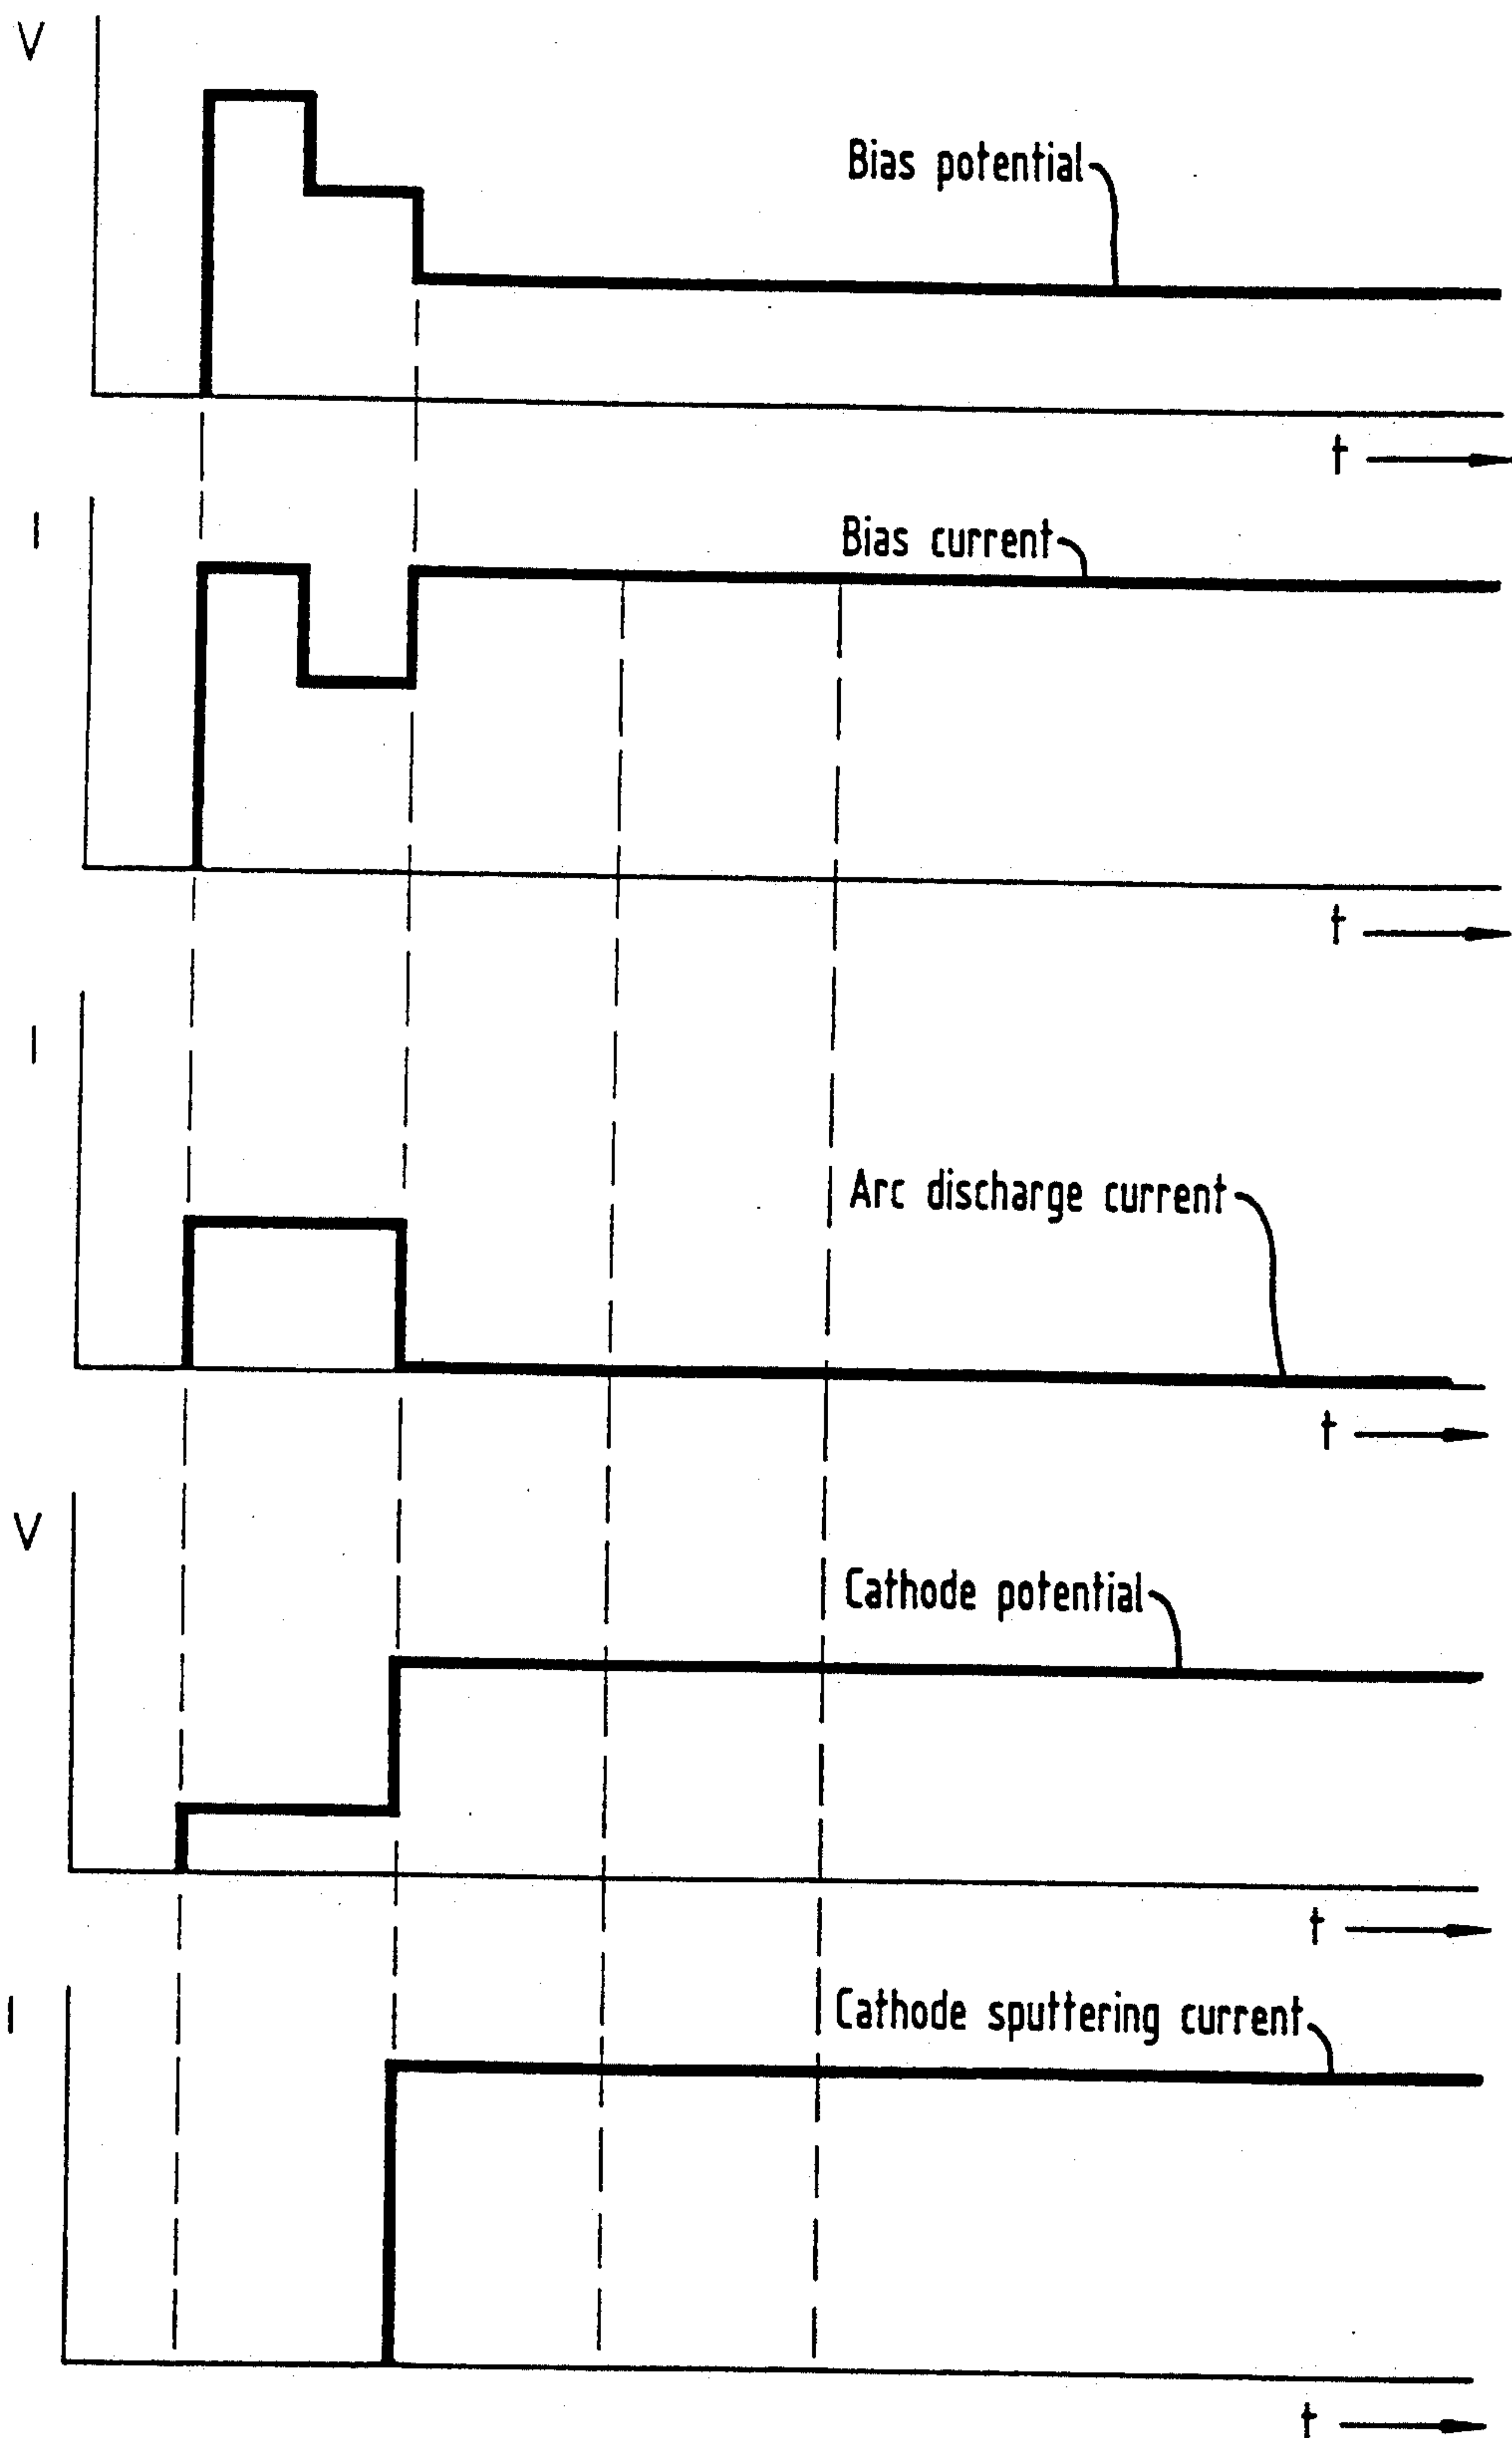 V
Bias potential
t
I
Bias current
t
I
Arc discharge current
t
V
Cathode potential
t
I
Cathode sputtering current
t